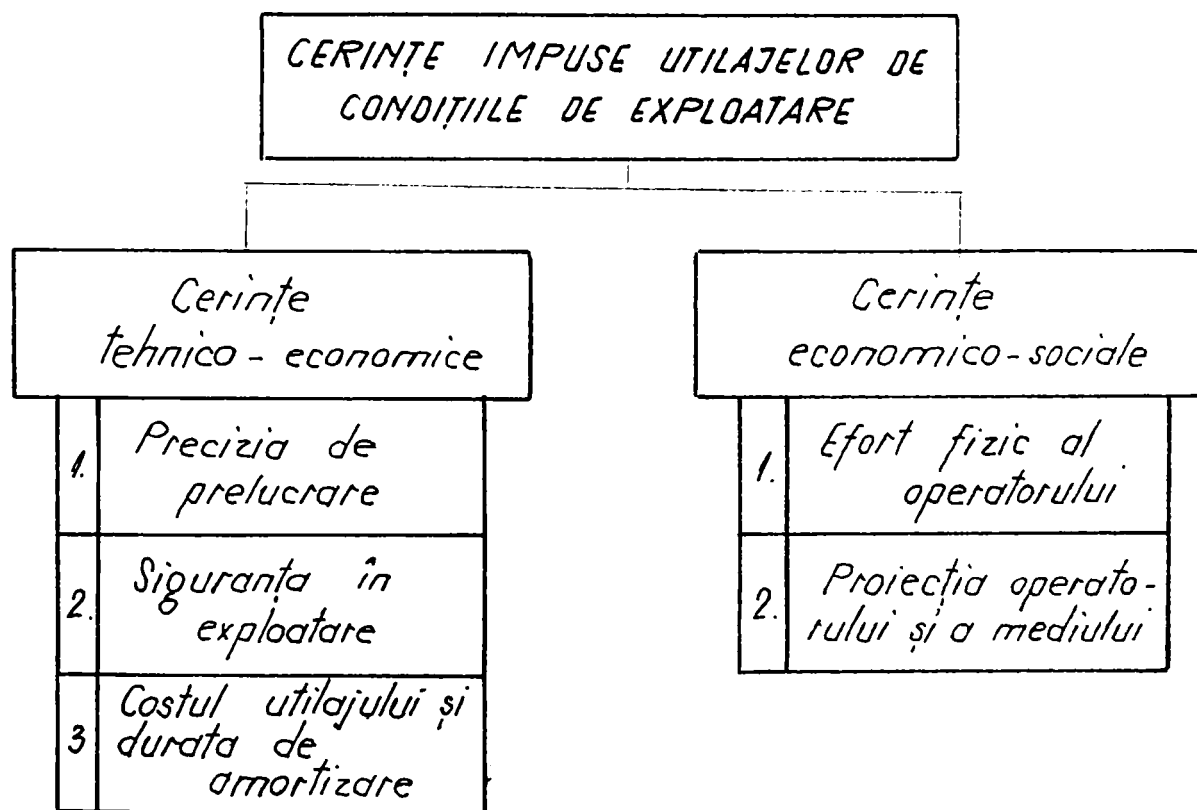 CERINȚE IMPUSE UTILAJELOR DE
CONDIȚIILE DE EXPLOATARE
Cerințe
tehnico - economice
1. Precizia de
prelucrare
2. Siguranța în
exploatare
3 Costul utilajului și
durata de
amortizare
Cerințe
economico - sociale
1. Efort fizic al
operatorului
2. Proiecția operato-
rului și a mediului